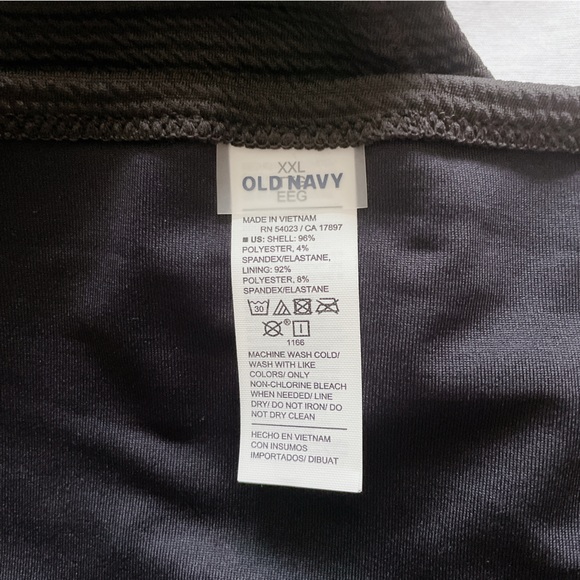 XXL
OLD NAVY
EEG
MADE IN VIETNAM
RN 54023 / CA 17897
■ US: SHELL: 96%
POLYESTER, 4%
SPANDEX/ELASTANE,
LINING: 92%
POLYESTER, 8%
SPANDEX/ELASTANE
30
®
1166
MACHINE WASH COLD/
WASH WITH LIKE
COLORS/ ONLY
NON-CHLORINE BLEACH
WHEN NEEDED/ LINE
DRY/ DO NOT IRON/ DO
NOT DRY CLEAN
HECHO EN VIETNAM
CON INSUMOS
IMPORTADOS/ DIBUAT